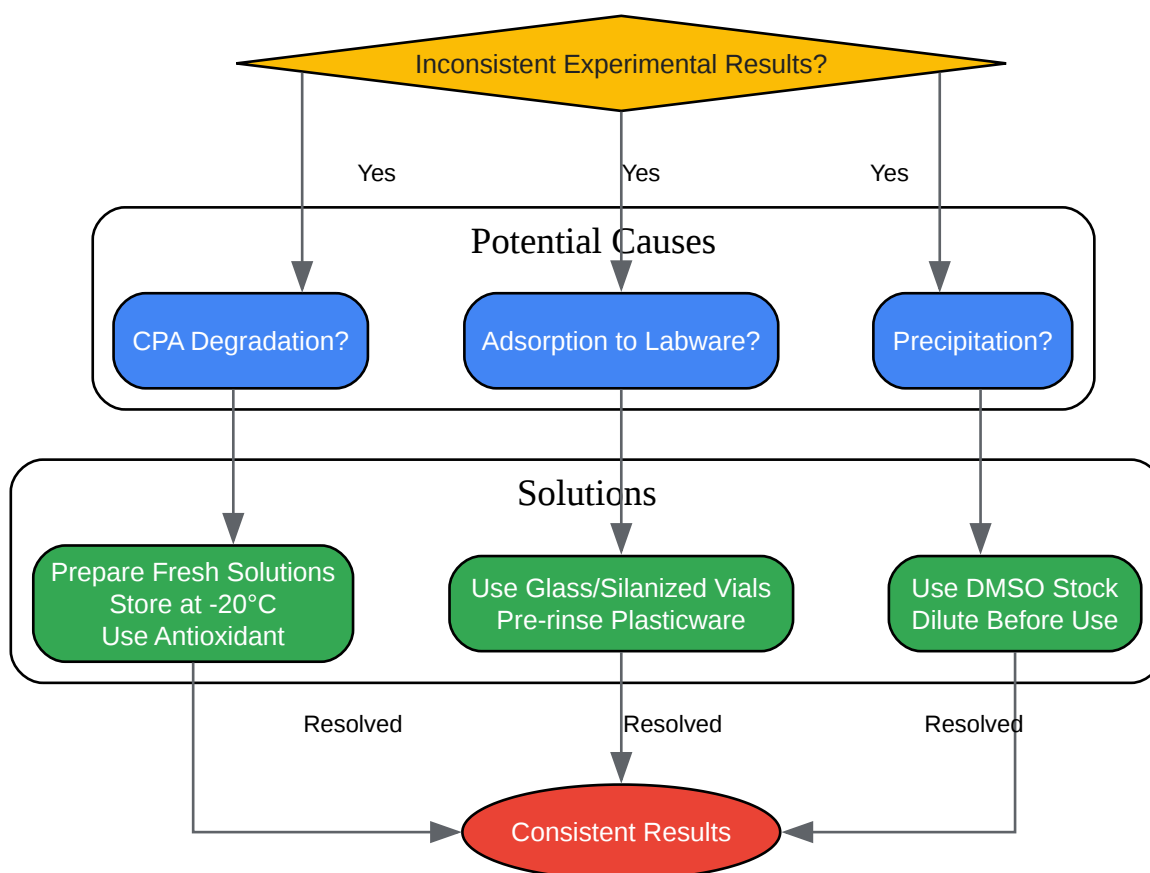 Inconsistent Experimental Results?
Yes
Yes
Yes
Potential Causes
CPA Degradation?
Adsorption to Labware?
Precipitation?
Solutions
Prepare Fresh Solutions
Store at -20°C
Use Antioxidant
Use Glass/Silanized Vials
Pre-rinse Plasticware
Use DMSO Stock
Dilute Before Use
Resolved
Resolved
Resolved
Consistent Results